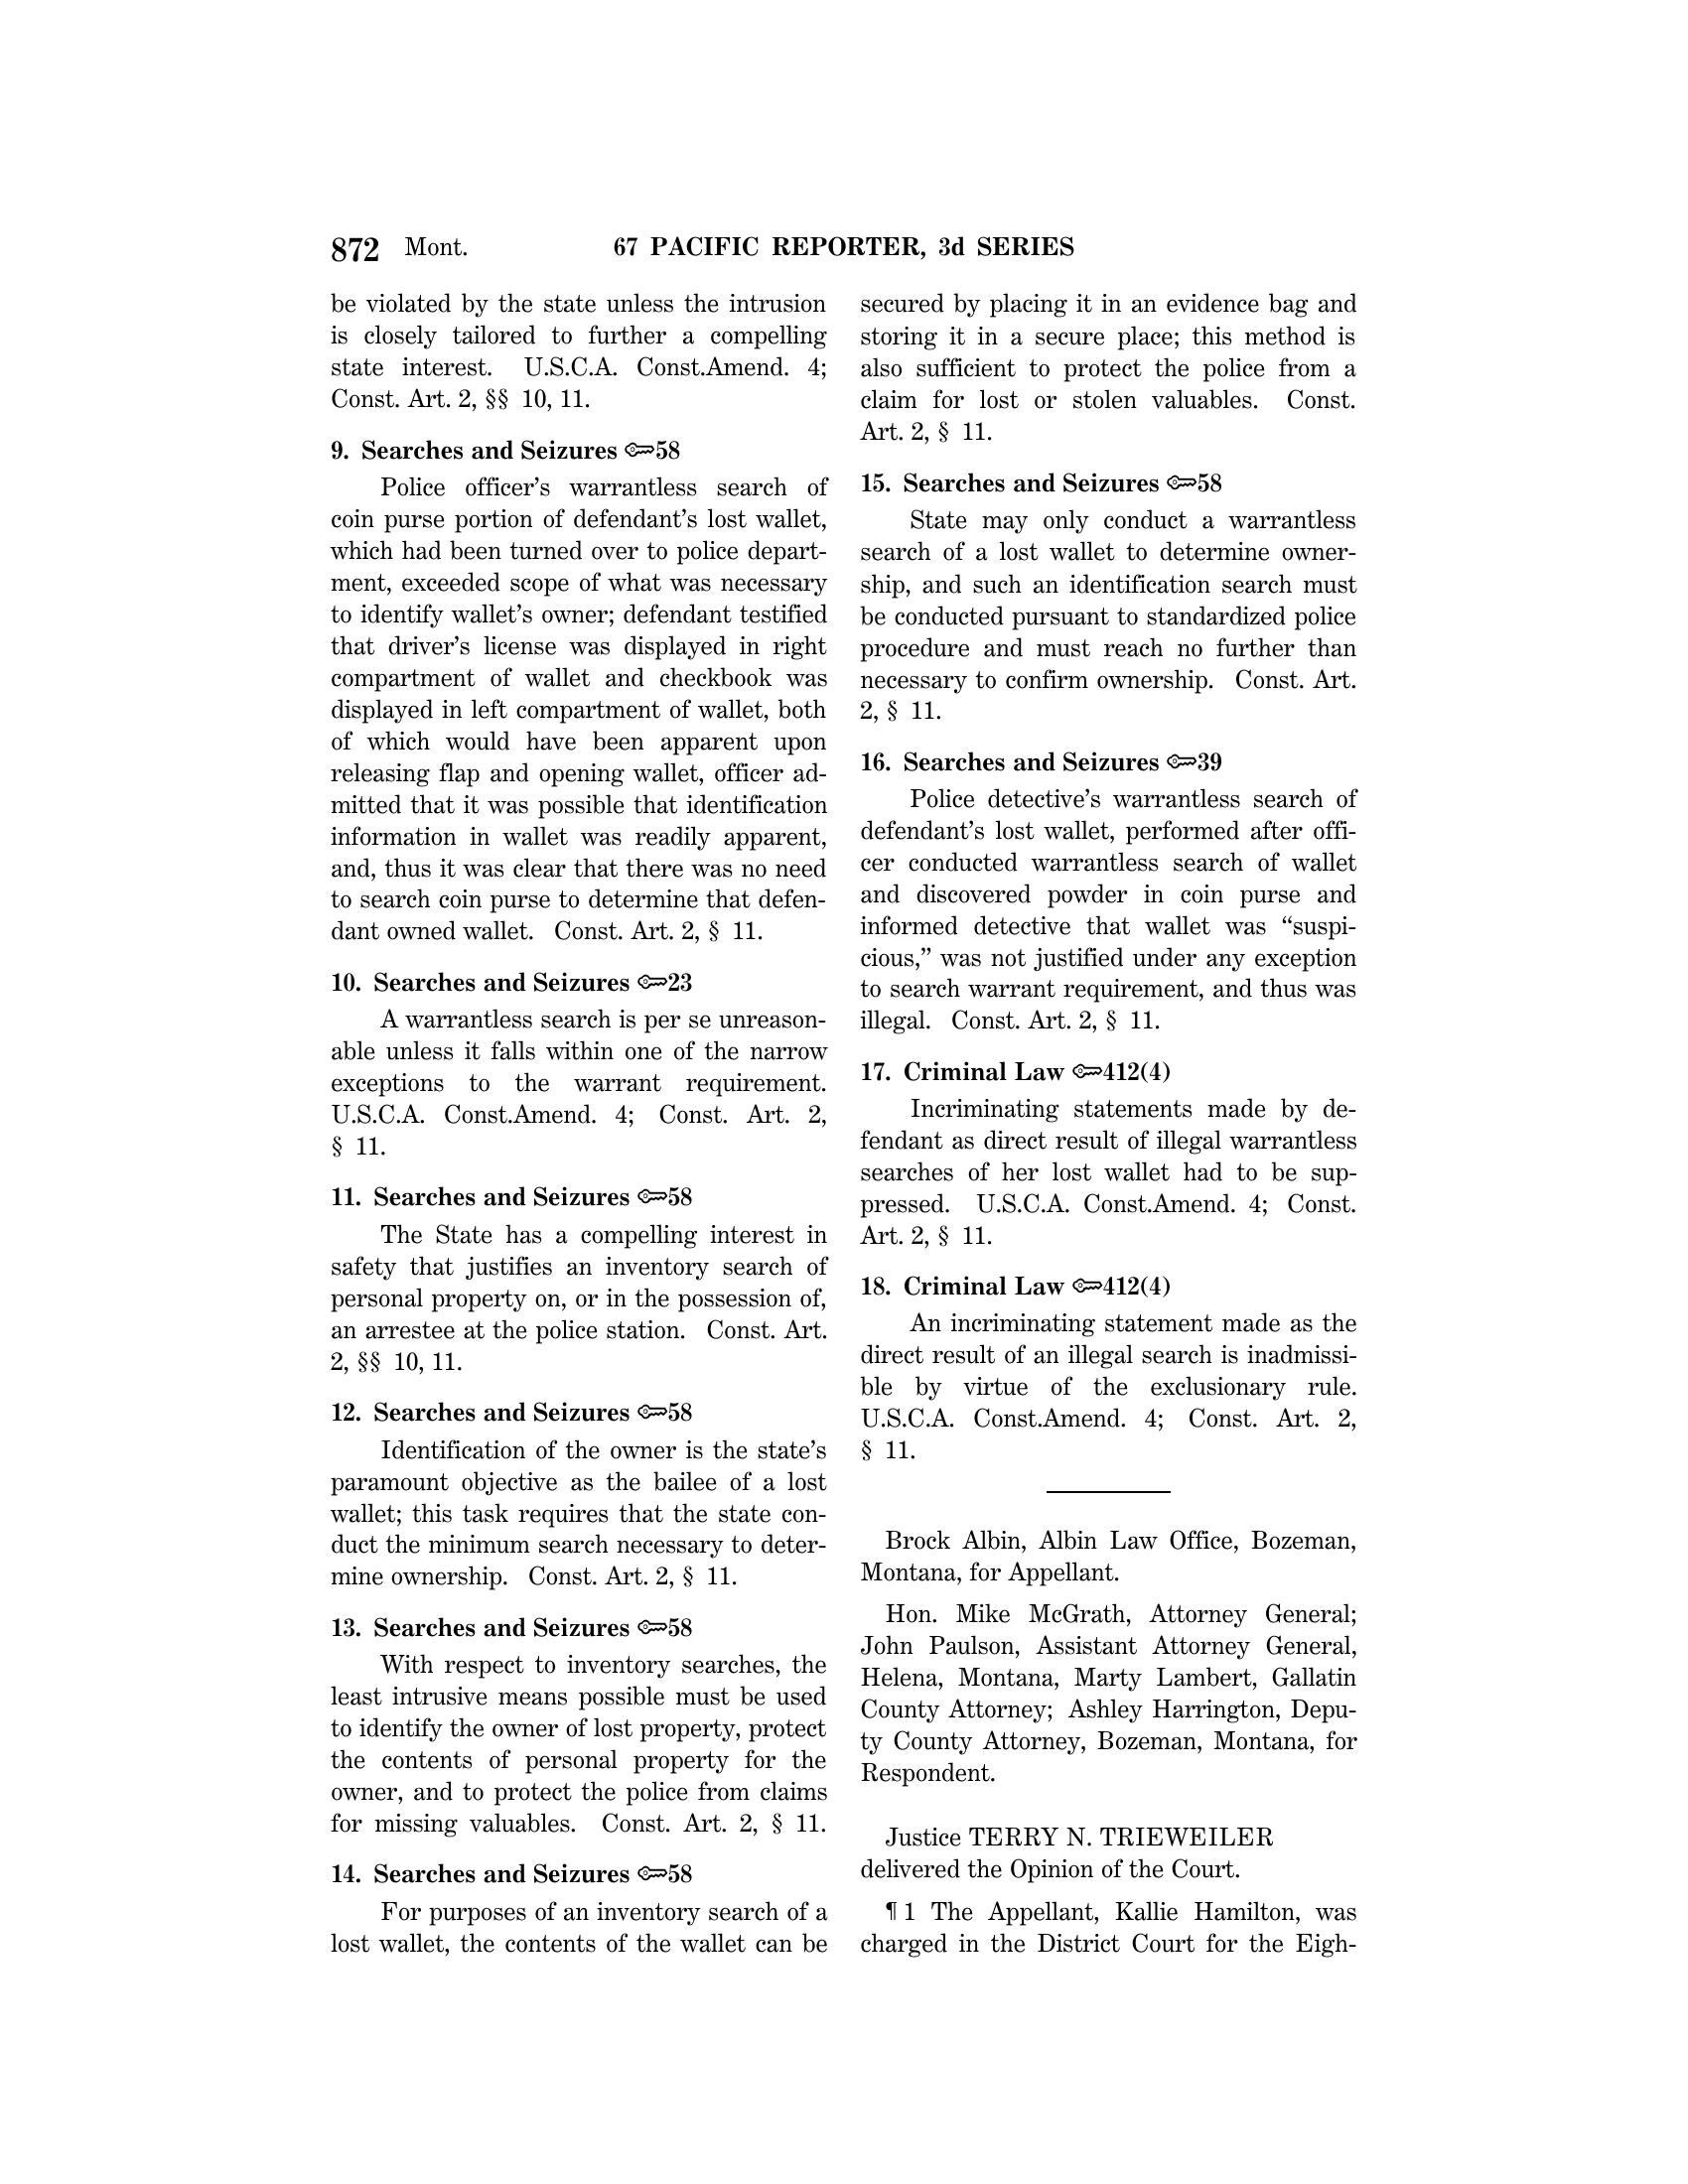 872 Mont. 67 PACIFIC REPORTER, 3d SERIES
be violated by the state unless the intrusion
is closely tailored to further a compelling
state interest. U.S.C.A. Const.Amend. 4;
Const. Art. 2, §§ 10, 11.
9. Searches and Seizures 58
Police officer's warrantless search of
coin purse portion of defendant's lost wallet,
which had been turned over to police depart-
ment, exceeded scope of what was necessary
to identify wallet's owner; defendant testified
that driver's license was displayed in right
compartment of wallet and checkbook was
displayed in left compartment of wallet, both
of which would have been apparent upon
releasing flap and opening wallet, officer ad-
mitted that it was possible that identification
information in wallet was readily apparent,
and, thus it was clear that there was no need
to search coin purse to determine that defen-
dant owned wallet. Const. Art. 2, § 11.
10. Searches and Seizures 23
A warrantless search is per se unreason-
able unless it falls within one of the narrow
exceptions to the warrant requirement.
U.S.C.A. Const.Amend. 4; Const. Art. 2,
§ 11.
11. Searches and Seizures 58
The State has a compelling interest in
safety that justifies an inventory search of
personal property on, or in the possession of,
an arrestee at the police station. Const. Art.
2, §§ 10, 11.
12. Searches and Seizures 58
Identification of the owner is the state's
paramount objective as the bailee of a lost
wallet; this task requires that the state con-
duct the minimum search necessary to deter-
mine ownership. Const. Art. 2, § 11.
13. Searches and Seizures 58
With respect to inventory searches, the
least intrusive means possible must be used
to identify the owner of lost property, protect
the contents of personal property for the
owner, and to protect the police from claims
for missing valuables. Const. Art. 2, § 11.
14. Searches and Seizures 58
For purposes of an inventory search of a
lost wallet, the contents of the wallet can be
secured by placing it in an evidence bag and
storing it in a secure place; this method is
also sufficient to protect the police from a
claim for lost or stolen valuables. Const.
Art. 2, § 11.
15. Searches and Seizures 58
State may only conduct a warrantless
search of a lost wallet to determine owner-
ship, and such an identification search must
be conducted pursuant to standardized police
procedure and must reach no further than
necessary to confirm ownership. Const. Art.
2, § 11.
16. Searches and Seizures 39
Police detective's warrantless search of
defendant's lost wallet, performed after offi-
cer conducted warrantless search of wallet
and discovered powder in coin purse and
informed detective that wallet was “suspi-
cious,” was not justified under any exception
to search warrant requirement, and thus was
illegal. Const. Art. 2, § 11.
17. Criminal Law 412(4)
Incriminating statements made by de-
fendant as direct result of illegal warrantless
searches of her lost wallet had to be sup-
pressed. U.S.C.A. Const.Amend. 4; Const.
Art. 2, § 11.
18. Criminal Law 412(4)
An incriminating statement made as the
direct result of an illegal search is inadmissi-
ble by virtue of the exclusionary rule.
U.S.C.A. Const.Amend. 4; Const. Art. 2,
§ 11.
Brock Albin, Albin Law Office, Bozeman,
Montana, for Appellant.
Hon. Mike McGrath, Attorney General;
John Paulson, Assistant Attorney General,
Helena, Montana, Marty Lambert, Gallatin
County Attorney; Ashley Harrington, Depu-
ty County Attorney, Bozeman, Montana, for
Respondent.
Justice TERRY N. TRIEWEILER
delivered the Opinion of the Court.
¶ 1 The Appellant, Kallie Hamilton, was
charged in the District Court for the Eigh-